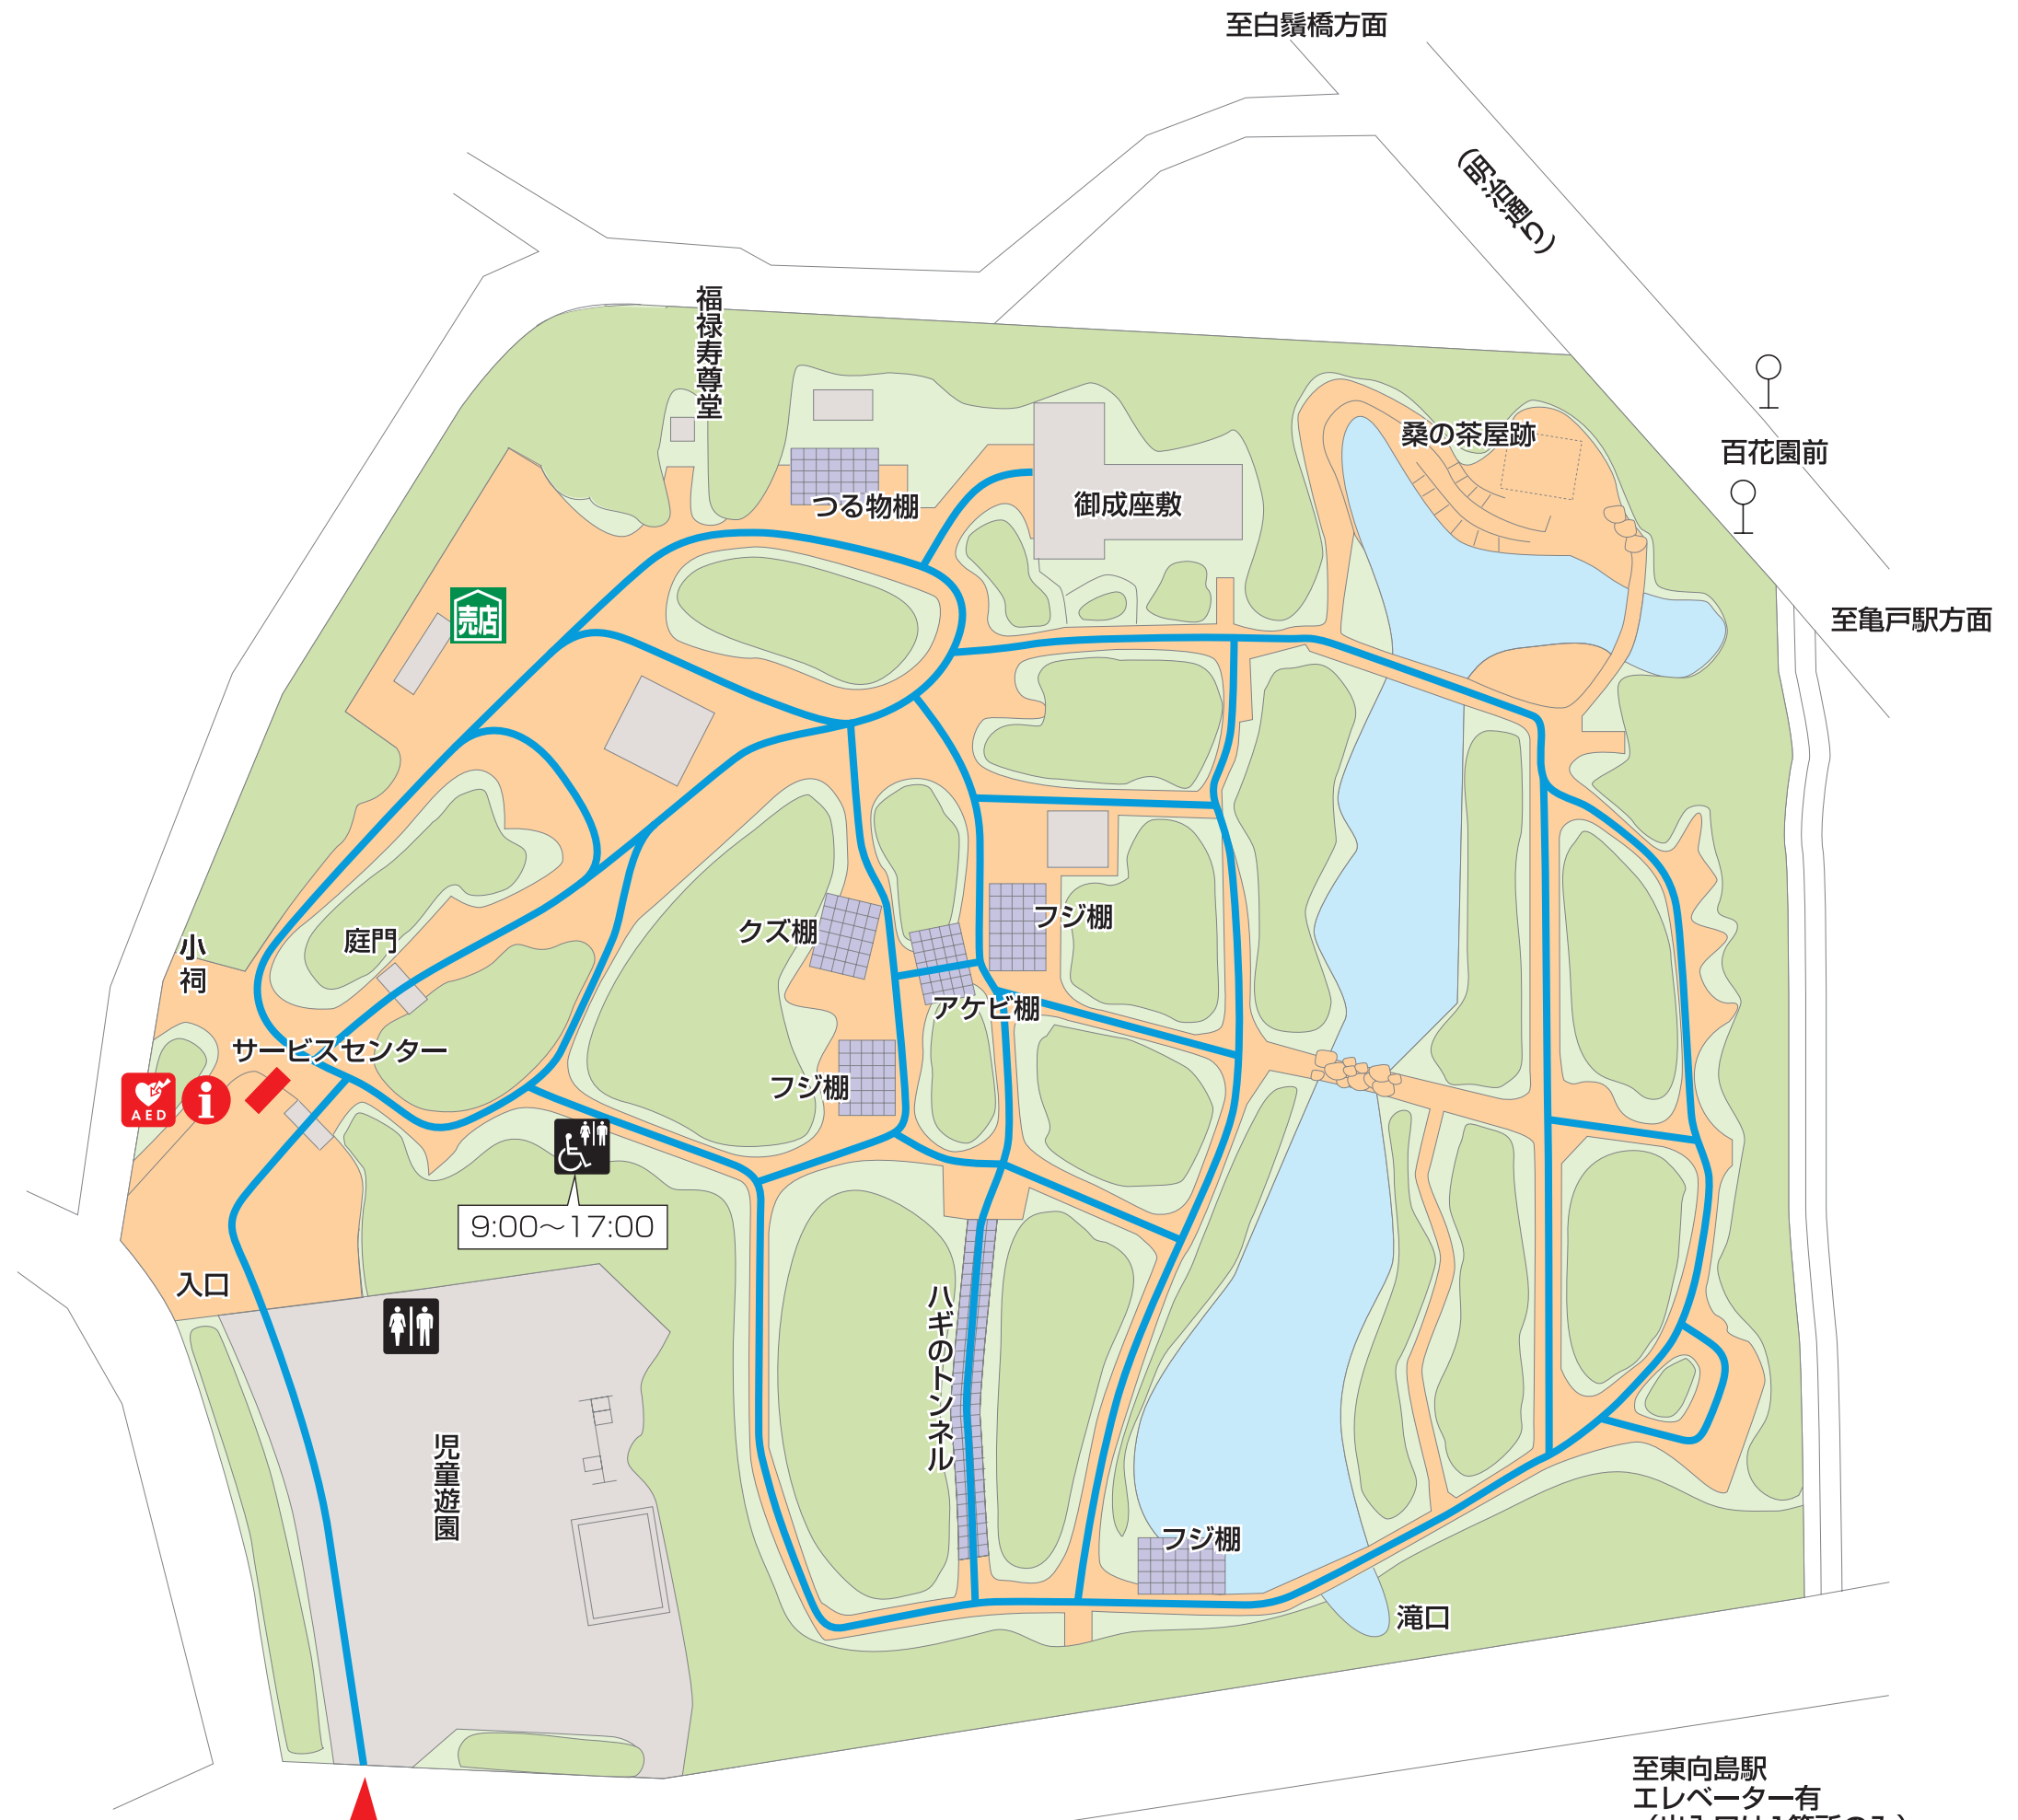 至白鬚橋方面
（明治通り）
福禄寿尊堂
桑の茶屋跡
百花園前
つる物棚
御成座敷
売店
至亀戸駅方面
クズ棚
フジ棚
庭門
小祠
アケビ棚
サービスセンター
フジ棚
AED
i
9:00～17:00
入口
ハギのトンネル
児童遊園
フジ棚
滝口
至東向島駅
エレベーター有